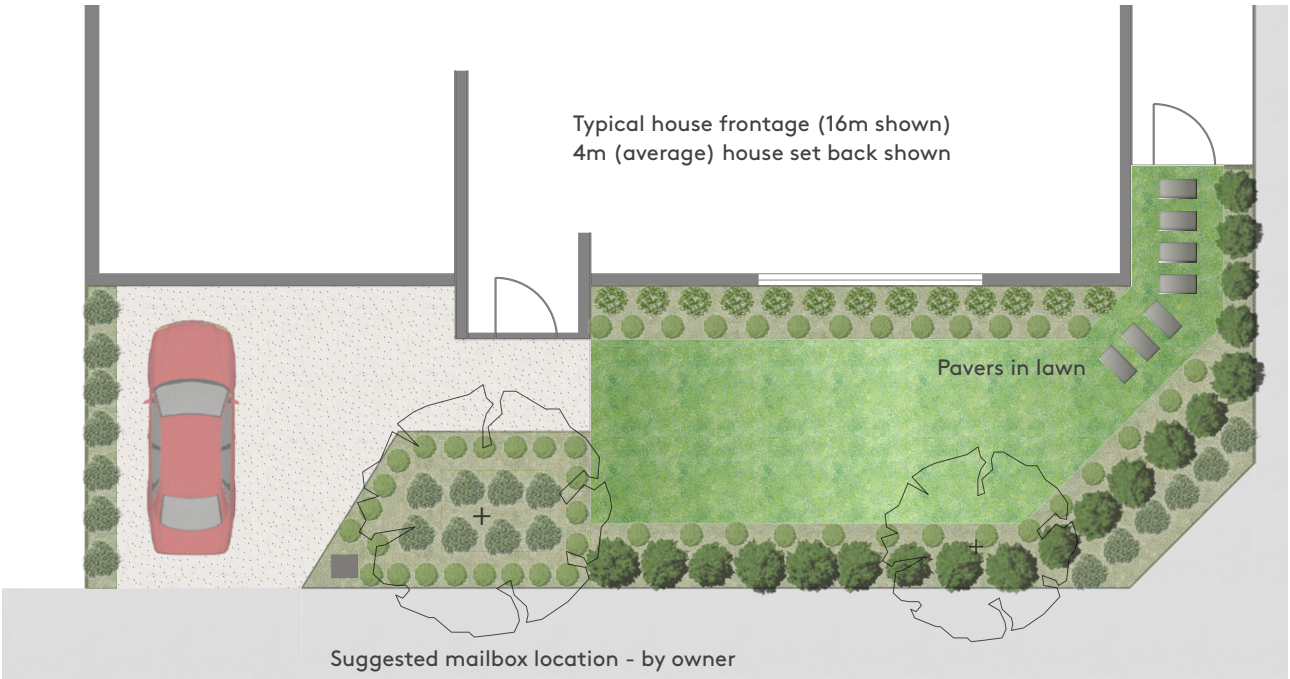 Typical house frontage (16m shown)
4m (average) house set back shown
Pavers in lawn
Suggested mailbox location - by owner